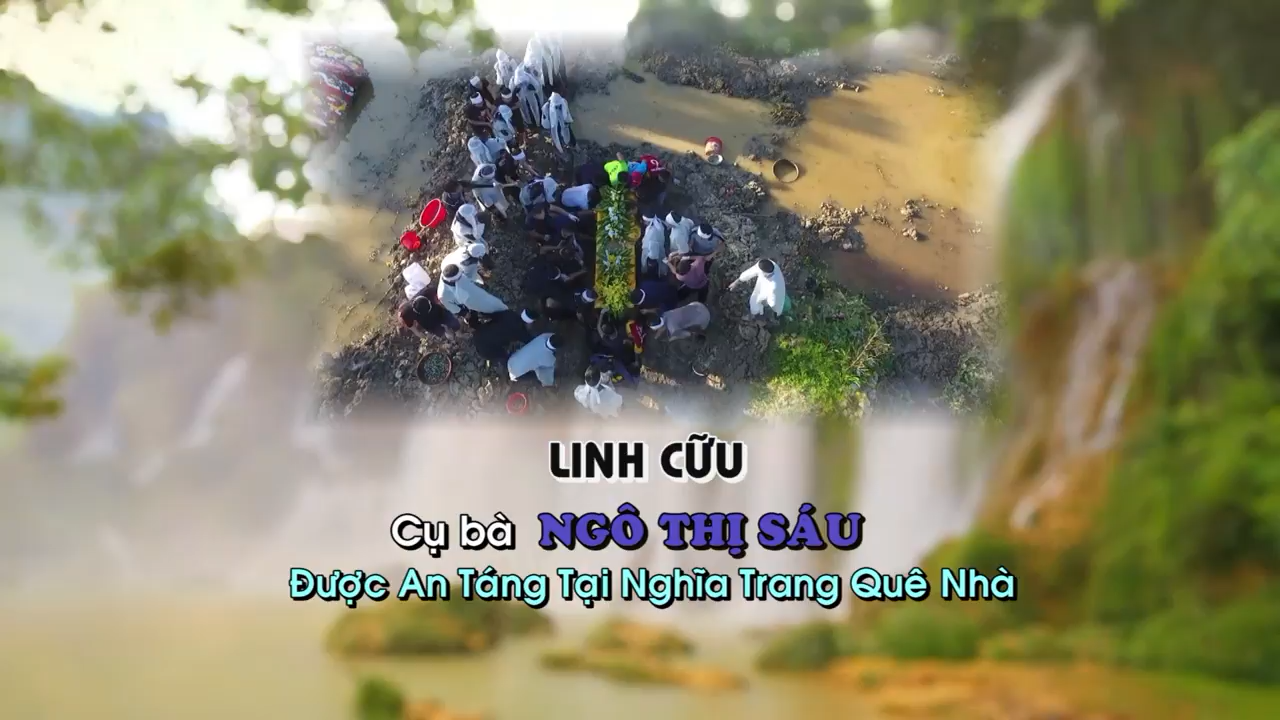 LINH CỮU
Cụ bà NGÔ THỊ SÁU
Được An Táng Tại Nghĩa Trang Quê Nhà